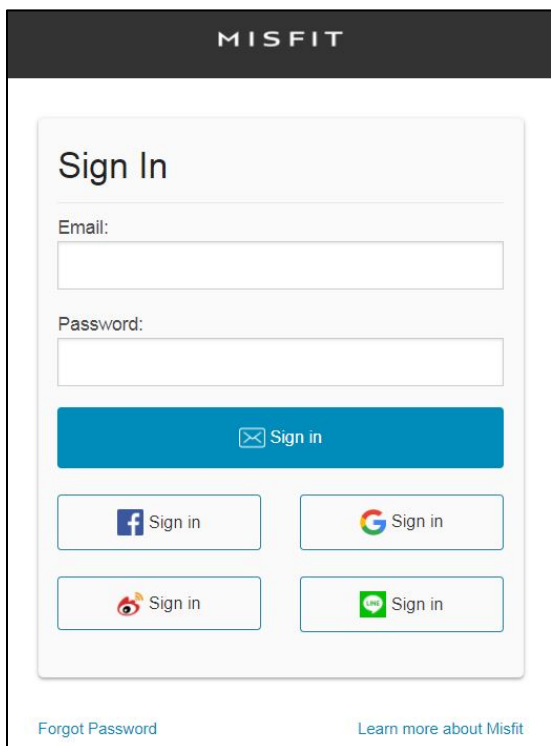 MISFIT
Sign In
Email:
Password:
Sign in
Sign in
Sign in
Sign in
LINE
Sign in
Forgot Password
Learn more about Misfit